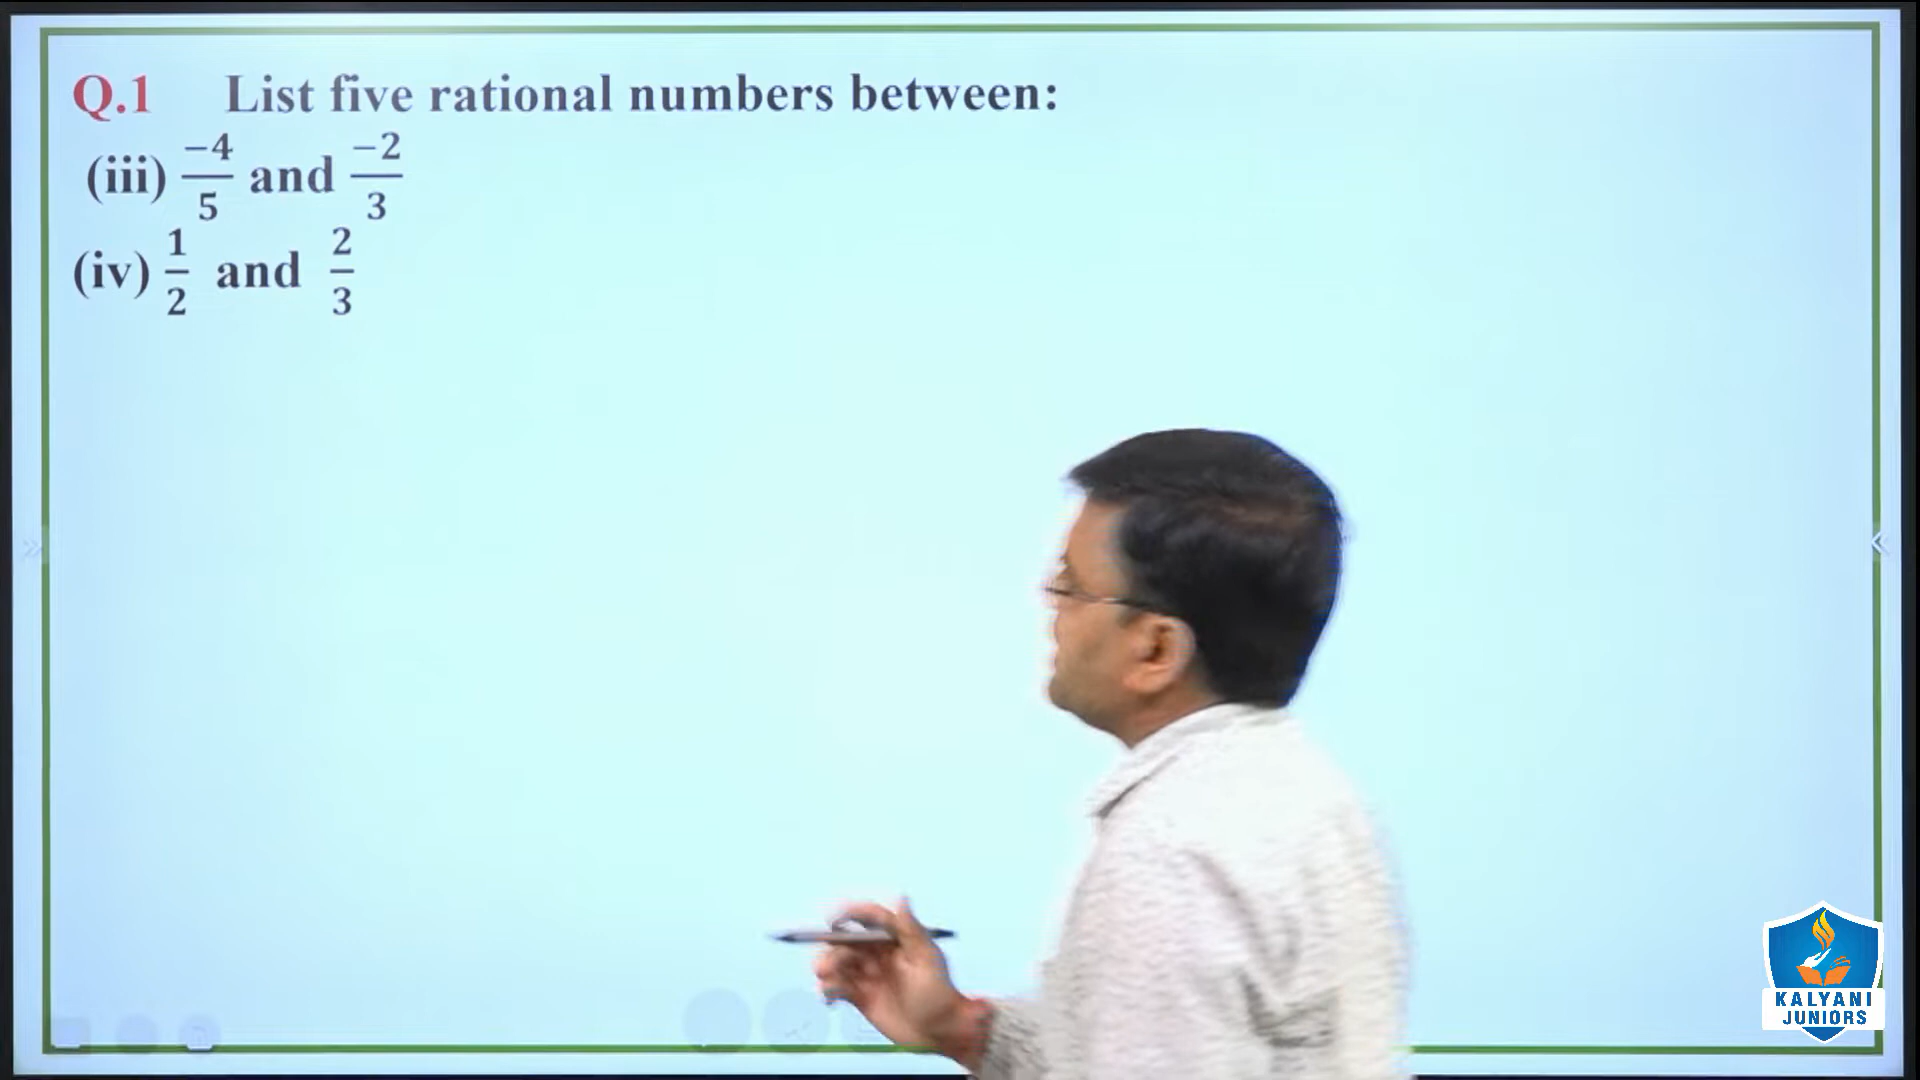 Q.1 List five rational numbers between:
(iii) −4/5 and −2/3
(iv) 1/2 and 2/3
KALYANI
JUNIORS